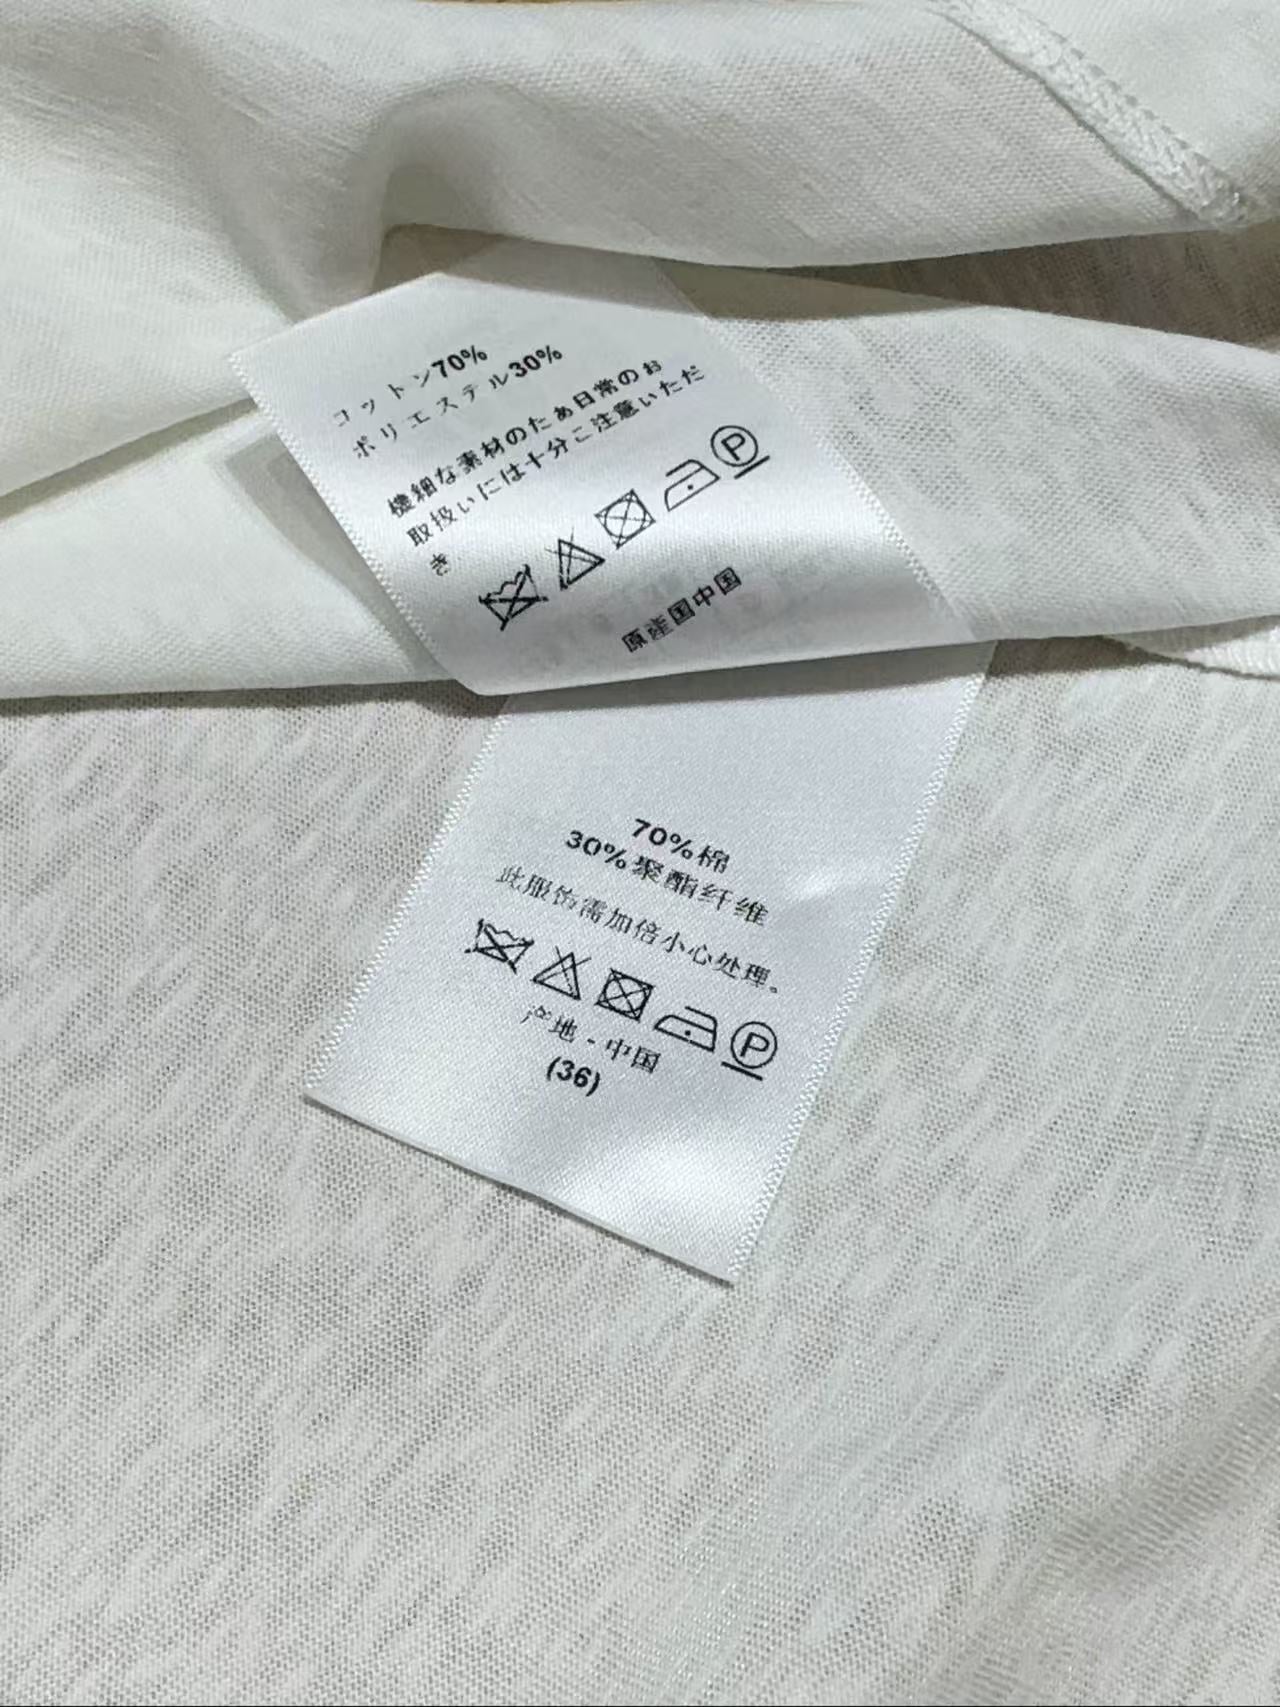 コットン70%
ポリエステル30%
機細な素材のたぁ日常のお
取扱いには十分こ注意いただ
き
P
原産国中国
70%棉
30%聚酯纤维
此服饰需加倍小心处理。
P
产地 - 中国
(36)